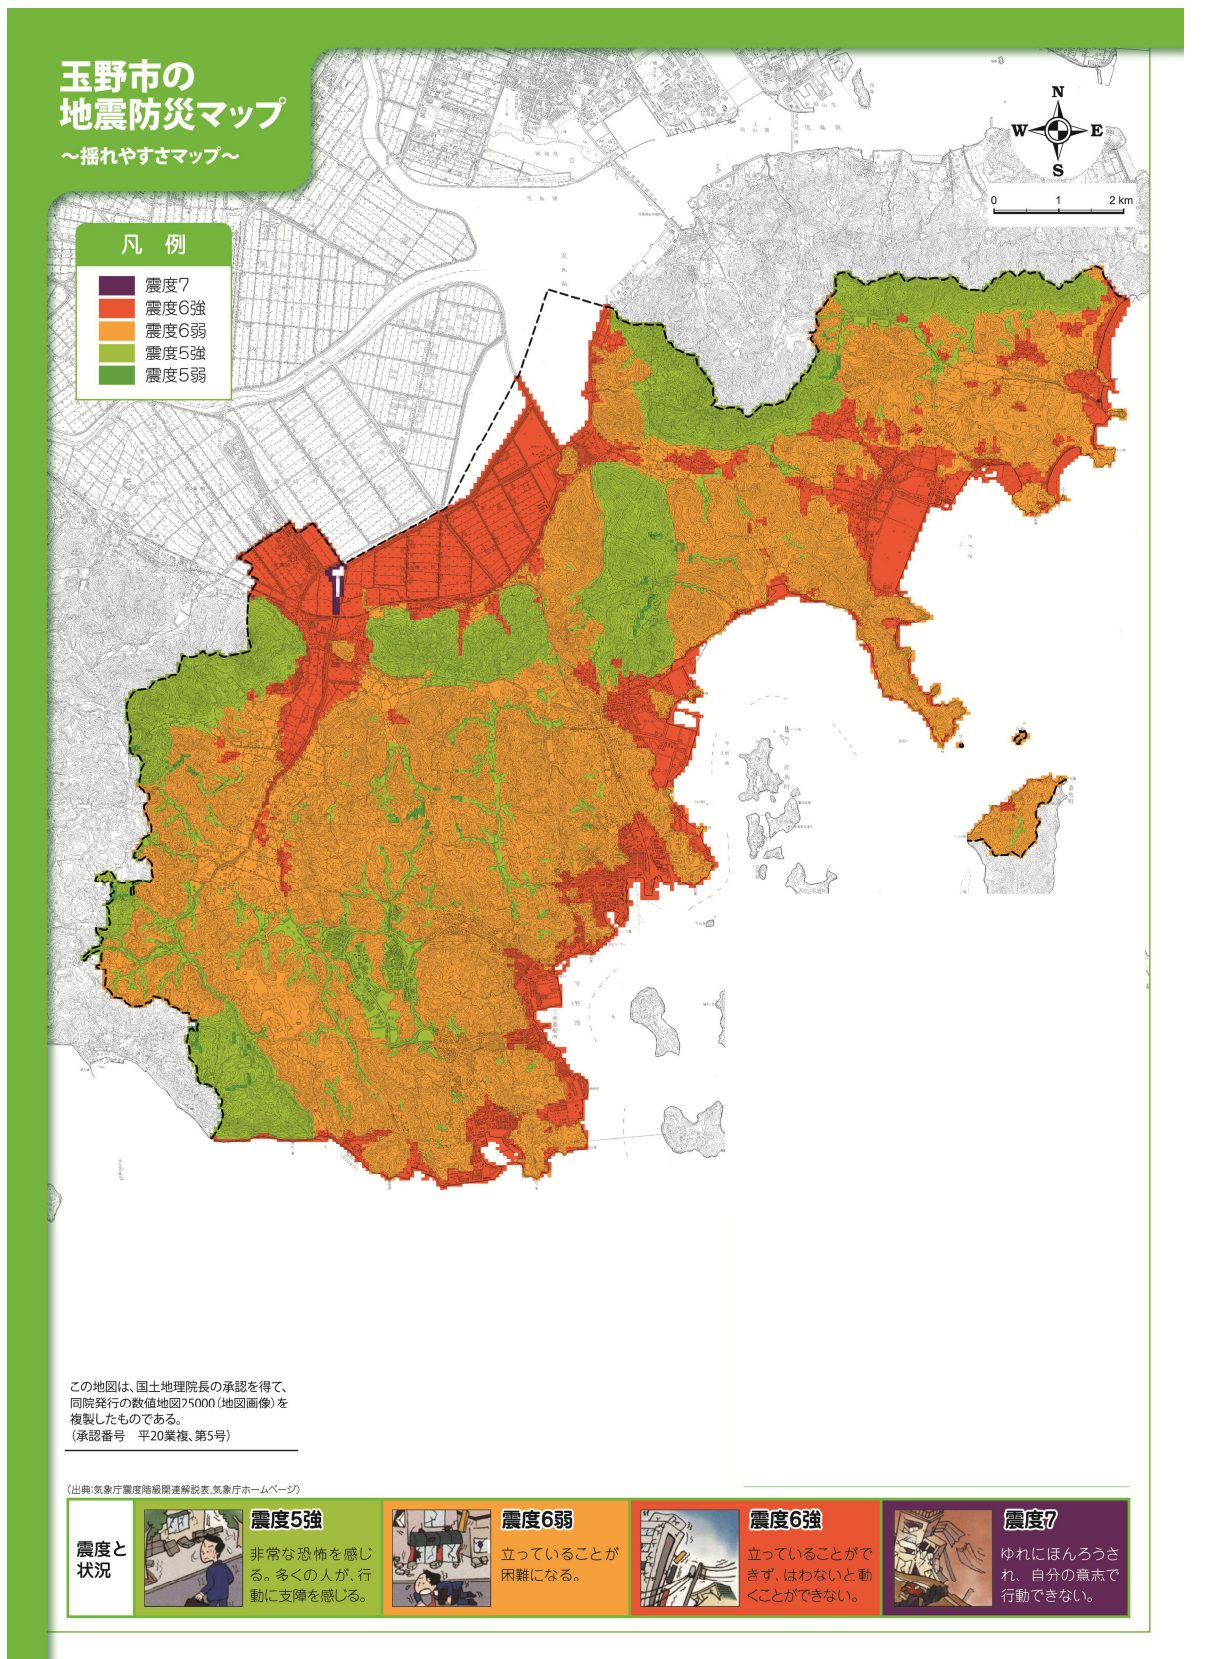 玉野市の
地震防災マップ
～揺れやすさマップ～
N
W E
S
0 1 2 km
凡 例
震度7
震度6強
震度6弱
震度5強
震度5弱
この地図は、国土地理院長の承認を得て、
同院発行の数値地図25000(地図画像)を
複製したものである。
(承認番号 平20業複、第5号)
(出典:気象庁震度階級関連解説表,気象庁ホームページ)
震度と
状況
震度5強
非常な恐怖を感じ
る。多くの人が、行
動に支障を感じる。
震度6弱
立っていることが
困難になる。
震度6強
立っていることがで
きず、はわないと動
くことができない。
震度7
ゆれにほんろうさ
れ、自分の意志で
行動できない。